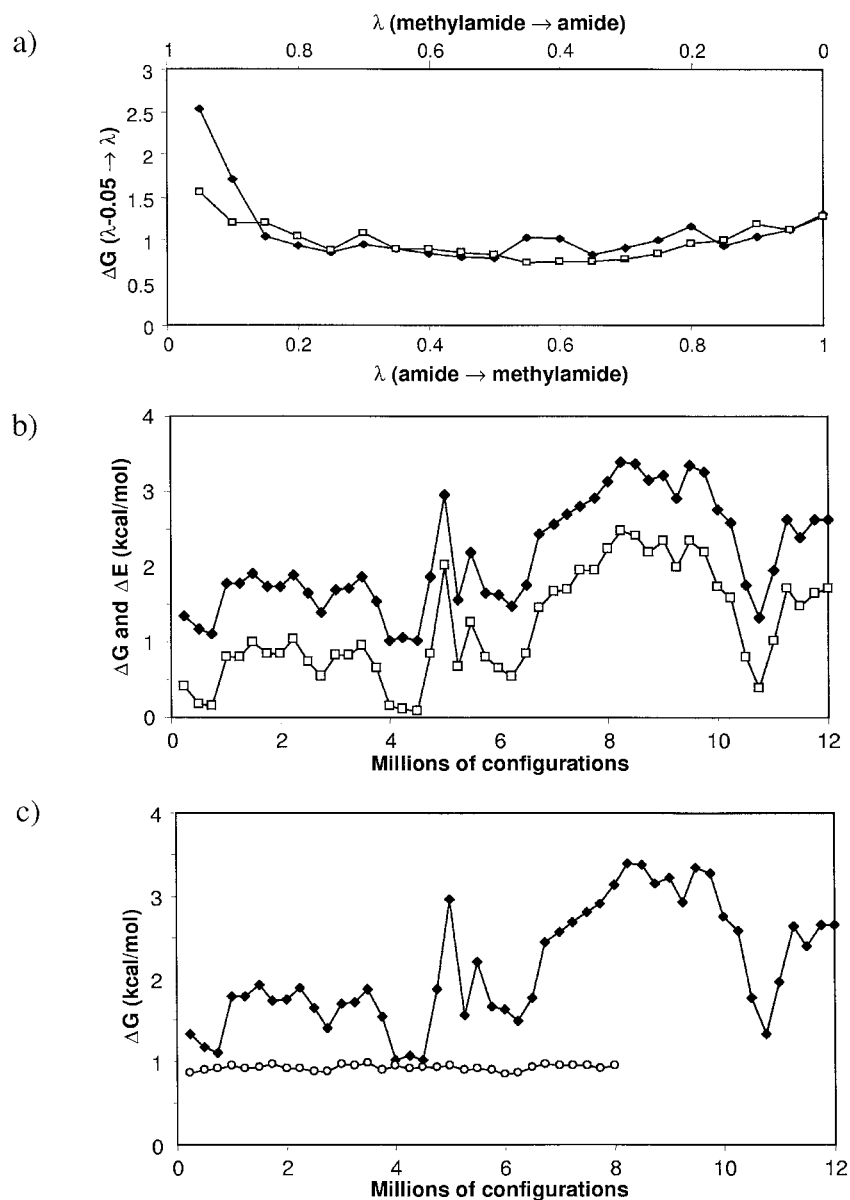 a)
λ (methylamide → amide)
1 0.8 0.6 0.4 0.2 0
ΔG (λ-0.05 → λ)
3
2.5
2
1.5
1
0.5
0
0 0.2 0.4 0.6 0.8 1
λ (amide → methylamide)
b)
ΔG and ΔE (kcal/mol)
4
3
2
1
0
0 2 4 6 8 10 12
Millions of configurations
c)
ΔG (kcal/mol)
4
3
2
1
0
0 2 4 6 8 10 12
Millions of configurations